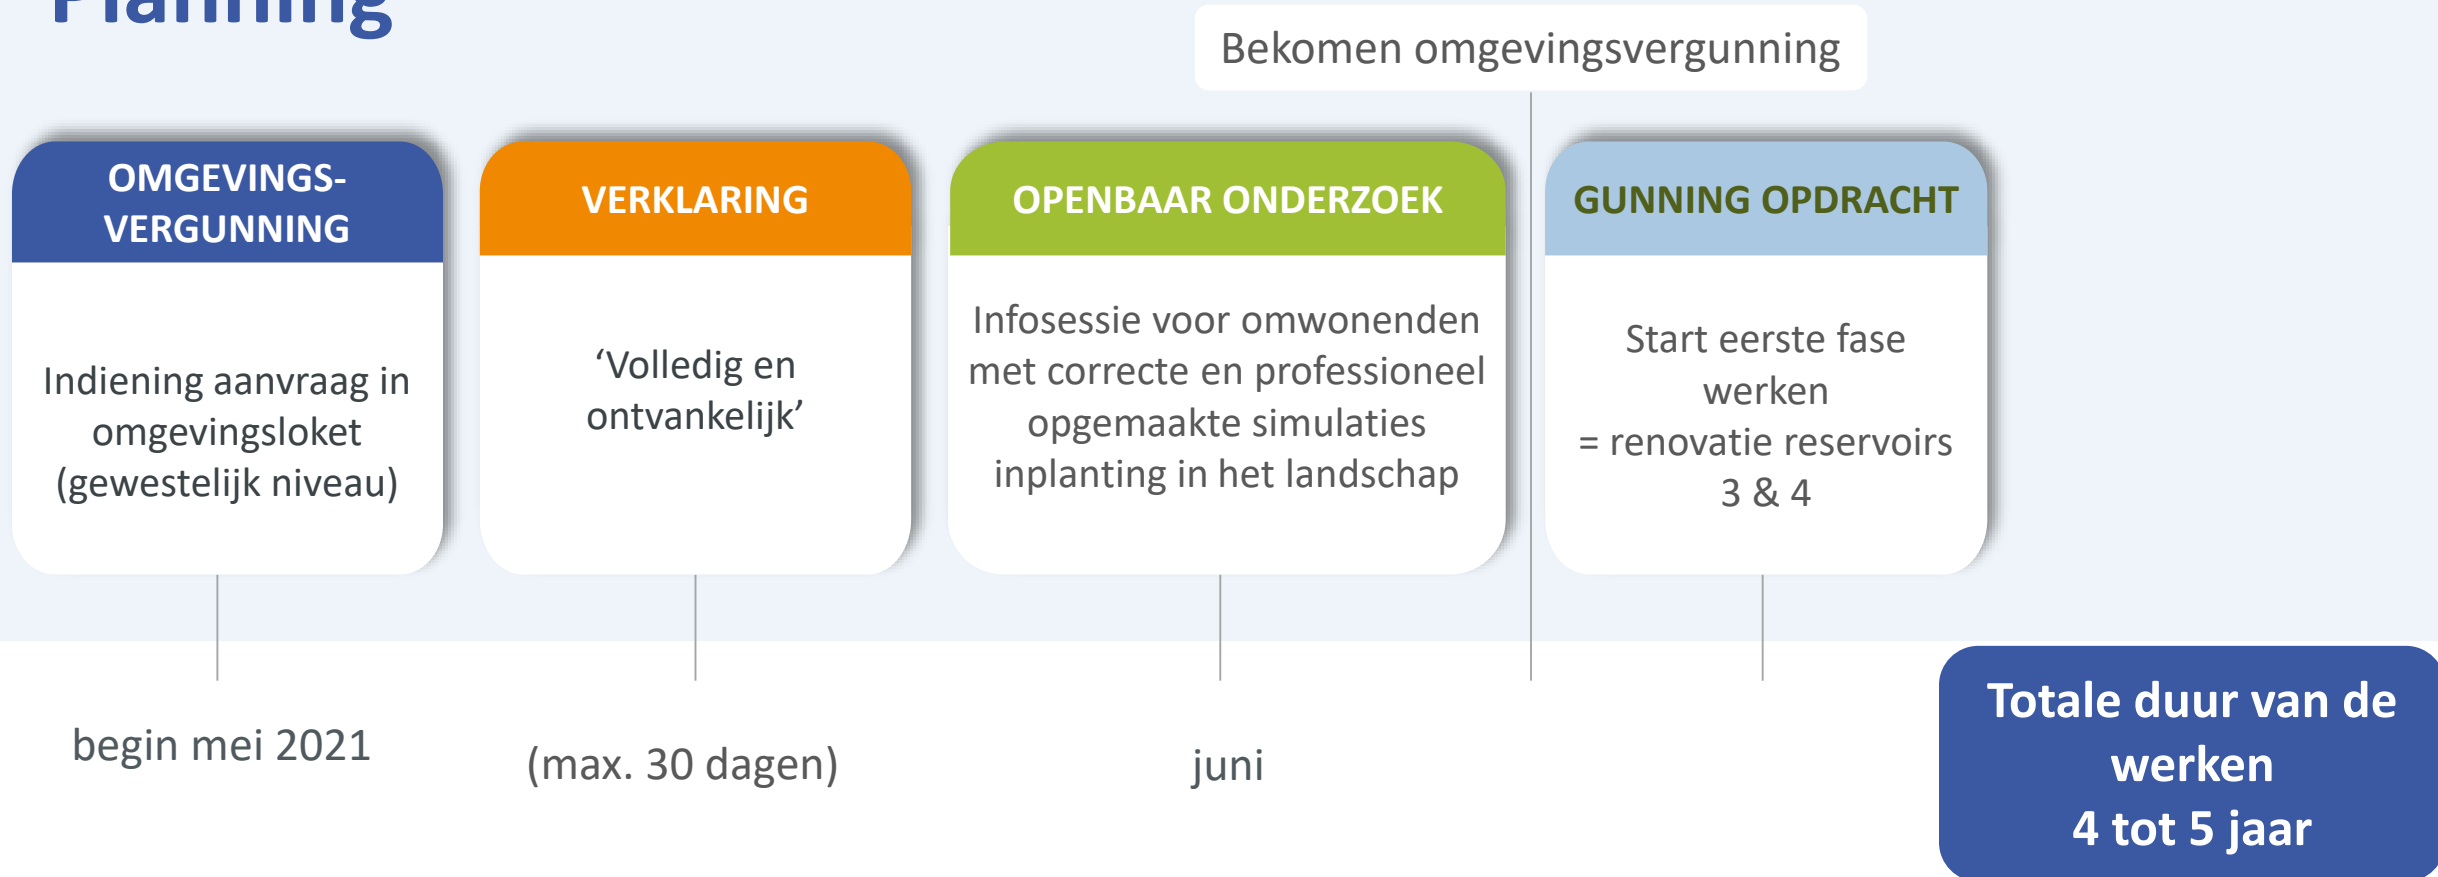 Planning
Bekomen omgevingsvergunning
OMGEVINGS-
VERGUNNING
Indiening aanvraag in
omgevingsloket
(gewestelijk niveau)
VERKLARING
‘Volledig en
ontvankelijk’
OPENBAAR ONDERZOEK
Infosessie voor omwonenden
met correcte en professioneel
opgemaakte simulaties
inplanting in het landschap
GUNNING OPDRACHT
Start eerste fase
werken
= renovatie reservoirs
3 & 4
begin mei 2021
(max. 30 dagen)
juni
Totale duur van de
werken
4 tot 5 jaar